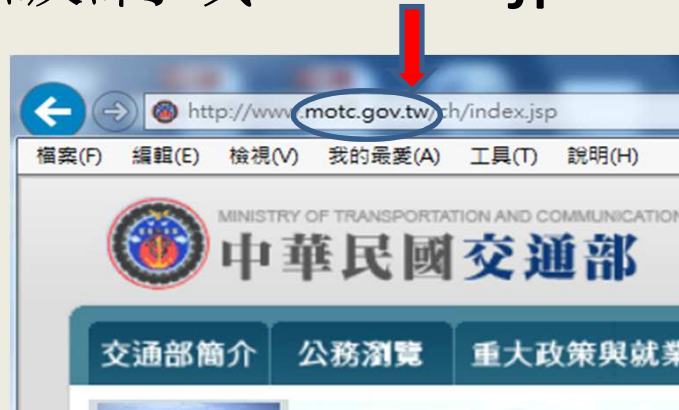 http://www.motc.gov.tw/ch/index.jsp
檔案(F) 編輯(E) 檢視(V) 我的最愛(A) 工具(T) 說明(H)
MINISTRY OF TRANSPORTATION AND COMMUNICATION
中華民國交通部
交通部簡介 公務瀏覽 重大政策與就業